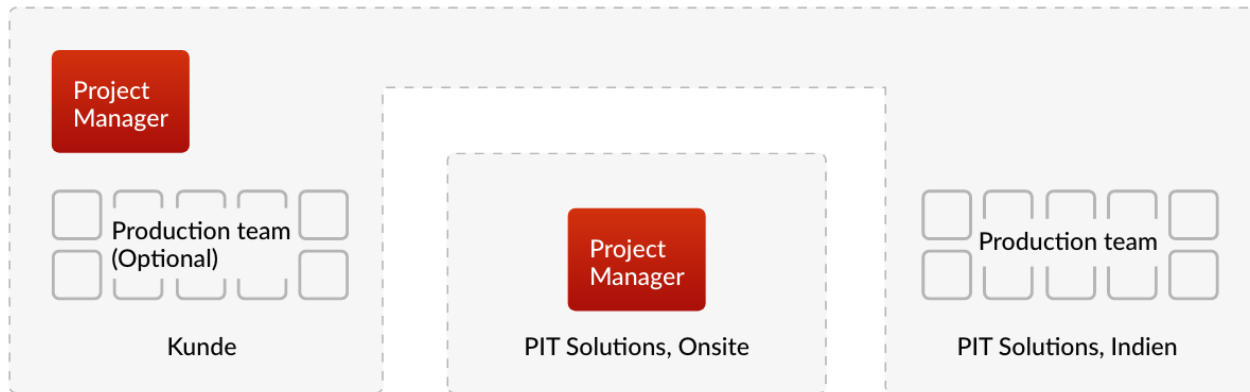 Project
Manager
Production team
(Optional)
Kunde
Project
Manager
PIT Solutions, Onsite
Production team
PIT Solutions, Indien